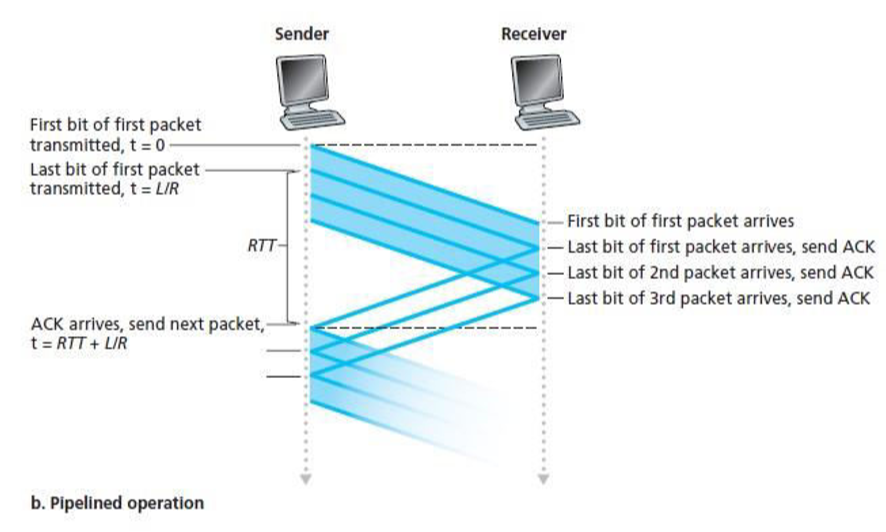 Sender
Receiver
First bit of first packet
transmitted, t = 0
Last bit of first packet
transmitted, t = L/R
First bit of first packet arrives
RTT
Last bit of first packet arrives, send ACK
Last bit of 2nd packet arrives, send ACK
Last bit of 3rd packet arrives, send ACK
ACK arrives, send next packet,
t = RTT + L/R
b. Pipelined operation